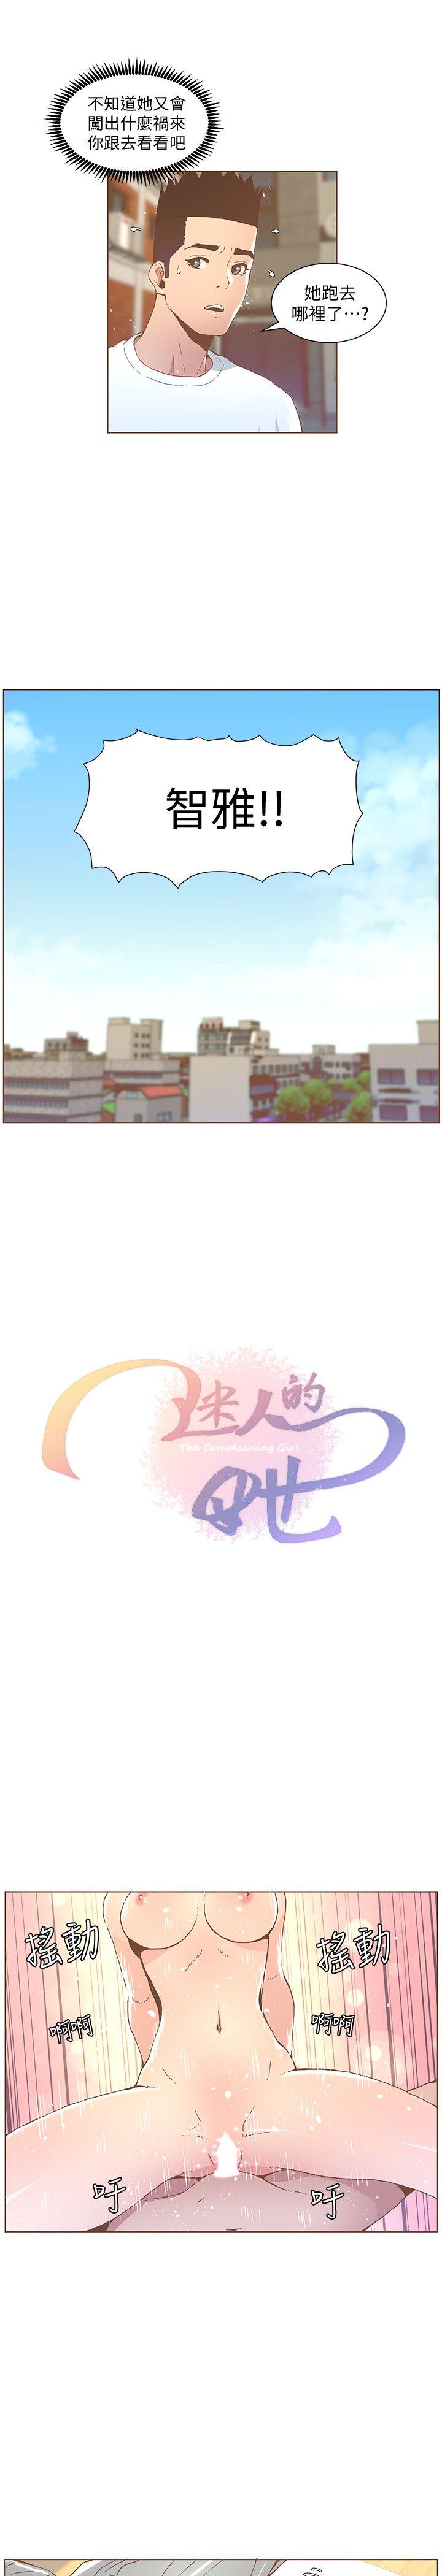 不知道她又會
闖出什麼禍來
你跟去看看吧
她跑去
哪裡了…?
智雅!!
迷人的
The Complaining Girl
她
搖動
搖動
啊啊
啊啊
吁
吁